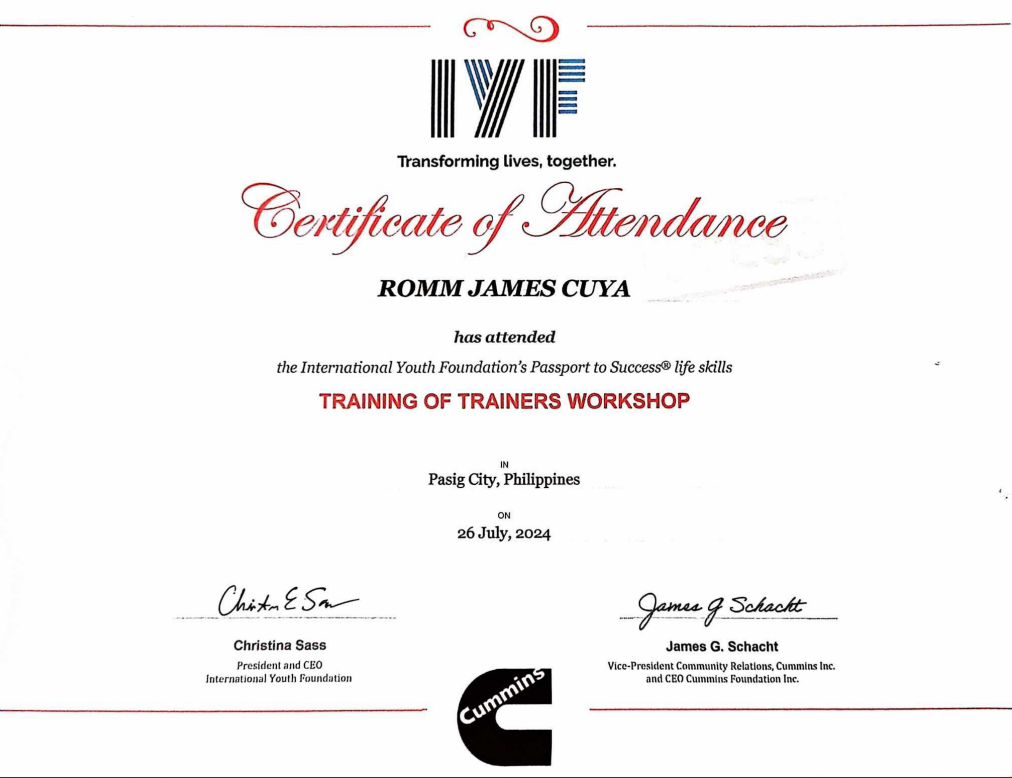 IYF
Transforming lives, together.
Certificate of Attendance
ROMM JAMES CUYA
has attended
the International Youth Foundation's Passport to Success® life skills
TRAINING OF TRAINERS WORKSHOP
IN
Pasig City, Philippines
ON
26 July, 2024
James G Schacht
Christina Sass
President and CEO
International Youth Foundation
James G. Schacht
Vice-President Community Relations, Cummins Inc.
and CEO Cummins Foundation Inc.
Cummins